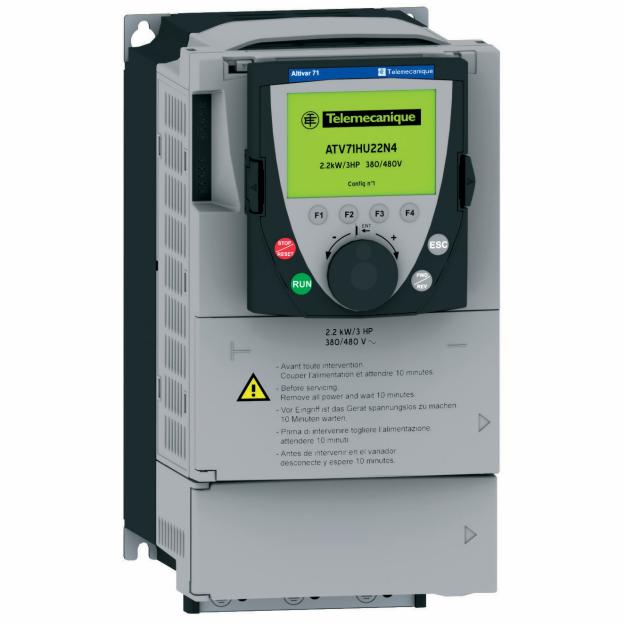 Altivar 71
Telemecanique
Telemecanique
ATV71HU22N4
2.2kW/3HP 380/480V
Config n°1
F1 F2 F3 F4
ENT
- +
STOP
RESET
ESC
RUN
FWD
REV
2.2 kW/3 HP
380/480 V ~
- Avant toute intervention.
Couper l'alimentation et attendre 10 minutes.
- Before servicing.
Remove all power and wait 10 minutes
- Vor Eingriff ist das Gerat spannungslos zu machen
10 Minuten warten.
- Prima di intervenire togliere l'alimentazione.
attendere 10 minuti
- Antes de intervenir en el variador
desconecte y espere 10 minutos.